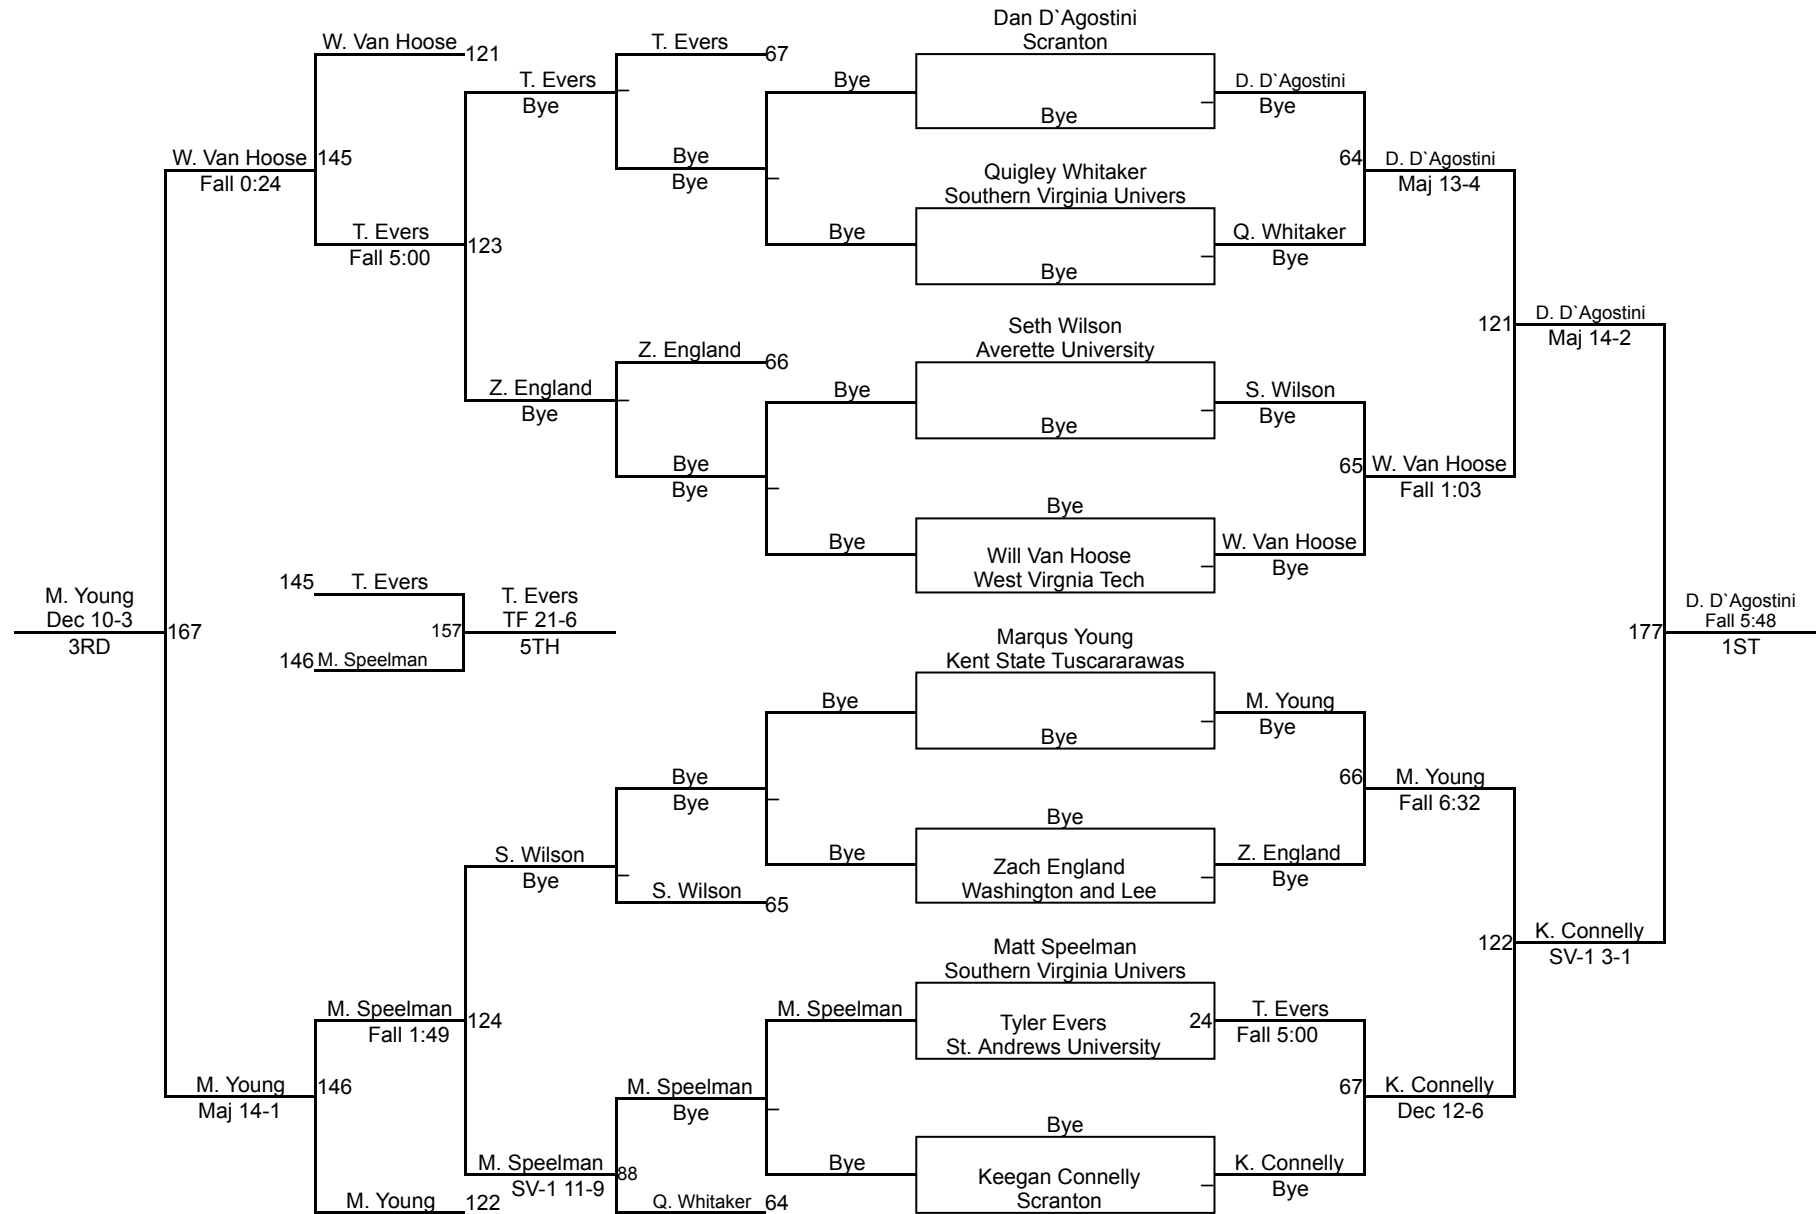 Dan D`Agostini
Scranton
W. Van Hoose
121
T. Evers
67
T. Evers
Bye
Bye
Bye
D. D`Agostini
Bye
W. Van Hoose
145
Fall 0:24
Bye
Bye
Quigley Whitaker
Southern Virginia Univers
64
D. D`Agostini
Maj 13-4
T. Evers
Fall 5:00
123
Bye
Bye
Q. Whitaker
Bye
Seth Wilson
Averette University
121
D. D`Agostini
Maj 14-2
Z. England
66
Z. England
Bye
Bye
Bye
S. Wilson
Bye
Bye
Bye
65
W. Van Hoose
Fall 1:03
Bye
Bye
Will Van Hoose
West Virgnia Tech
W. Van Hoose
Bye
145
T. Evers
M. Young
Dec 10-3
3RD
167
157
T. Evers
TF 21-6
5TH
146
M. Speelman
177
D. D`Agostini
Fall 5:48
1ST
Marqus Young
Kent State Tuscararawas
Bye
Bye
M. Young
Bye
Bye
Bye
66
M. Young
Fall 6:32
Bye
Bye
Zach England
Washington and Lee
Z. England
Bye
S. Wilson
Bye
S. Wilson
65
122
K. Connelly
SV-1 3-1
Matt Speelman
Southern Virginia Univers
M. Speelman
Fall 1:49
124
M. Speelman
Tyler Evers
St. Andrews University
24
T. Evers
Fall 5:00
M. Young
Maj 14-1
146
M. Speelman
Bye
67
K. Connelly
Dec 12-6
Bye
M. Speelman
SV-1 11-9
88
Bye
Keegan Connelly
Scranton
K. Connelly
Bye
M. Young
122
Q. Whitaker
64